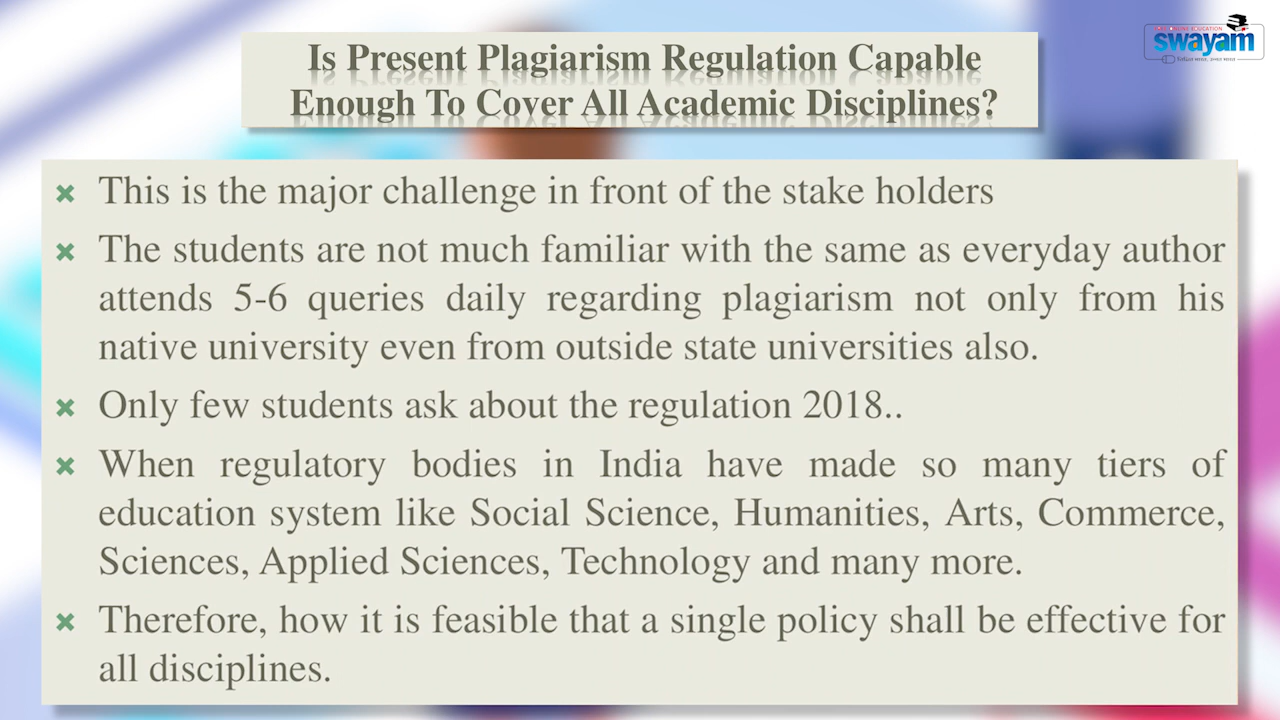 swayam
Is Present Plagiarism Regulation Capable
Enough To Cover All Academic Disciplines?
This is the major challenge in front of the stake holders
The students are not much familiar with the same as everyday author
attends 5-6 queries daily regarding plagiarism not only from his
native university even from outside state universities also.
Only few students ask about the regulation 2018..
When regulatory bodies in India have made so many tiers of
education system like Social Science, Humanities, Arts, Commerce,
Sciences, Applied Sciences, Technology and many more.
Therefore, how it is feasible that a single policy shall be effective for
all disciplines.